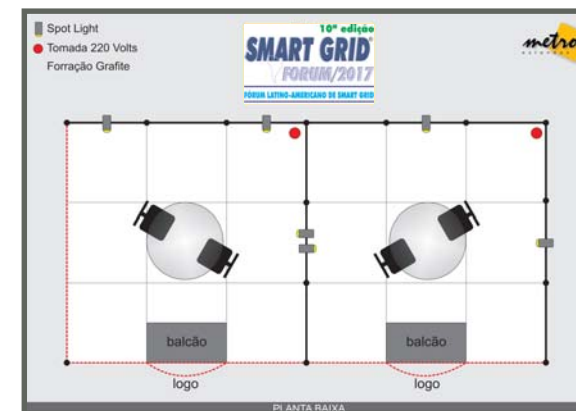 Spot Light
Tomada 220 Volts
Forração Grafite
10ª edição
SMART GRID
FORUM/2017
FÓRUM LATINO-AMERICANO DE SMART GRID
metro
balcão
balcão
logo
logo
PLANTA BAIXA